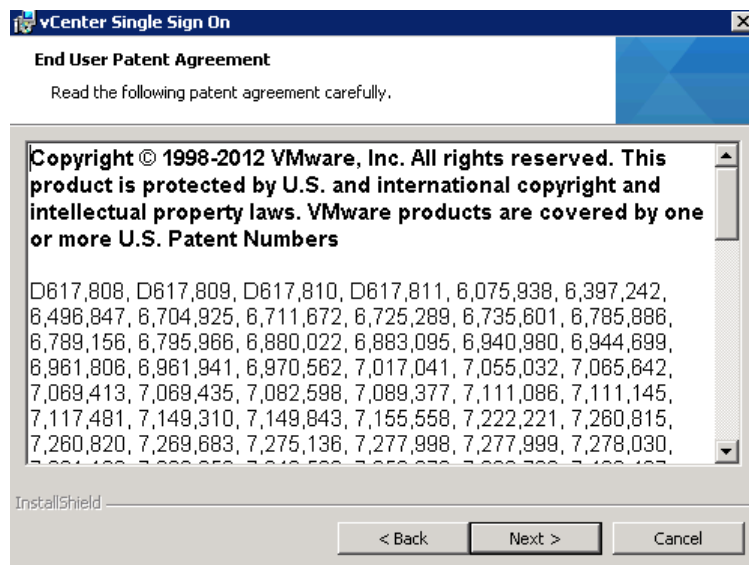 vCenter Single Sign On
End User Patent Agreement
Read the following patent agreement carefully.
Copyright © 1998-2012 VMware, Inc. All rights reserved. This
product is protected by U.S. and international copyright and
intellectual property laws. VMware products are covered by one
or more U.S. Patent Numbers
D617,808, D617,809, D617,810, D617,811, 6,075,938, 6,397,242,
6,496,847, 6,704,925, 6,711,672, 6,725,289, 6,735,601, 6,785,886,
6,789,156, 6,795,966, 6,880,022, 6,883,095, 6,940,980, 6,944,699,
6,961,806, 6,961,941, 6,970,562, 7,017,041, 7,055,032, 7,065,642,
7,069,413, 7,069,435, 7,082,598, 7,089,377, 7,111,086, 7,111,145,
7,117,481, 7,149,310, 7,149,843, 7,155,558, 7,222,221, 7,260,815,
7,260,820, 7,269,683, 7,275,136, 7,277,998, 7,277,999, 7,278,030,
InstallShield
< Back
Next >
Cancel